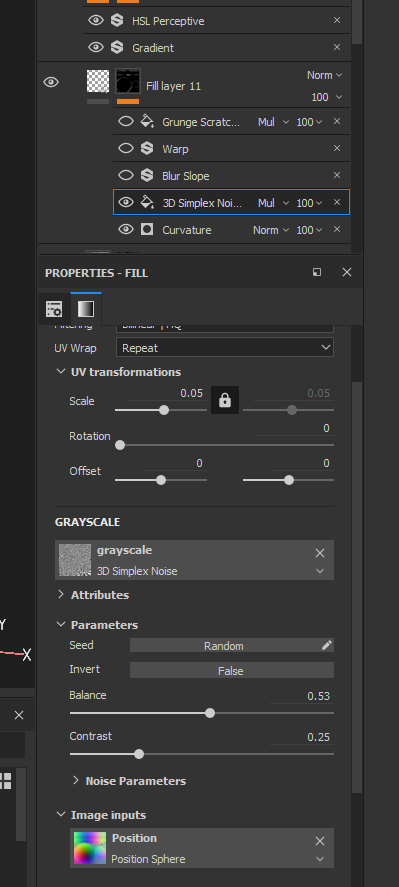 HSL Perceptive
Gradient
Fill layer 11
Norm
100
Grunge Scratc... Mul 100
Warp
Blur Slope
3D Simplex Noi... Mul 100
Curvature Norm 100
PROPERTIES - FILL
Filtering Bilinear | HQ
UV Wrap Repeat
UV transformations
Scale 0.05 0.05
Rotation 0
Offset 0 0
GRAYSCALE
grayscale
3D Simplex Noise
Attributes
Parameters
Seed Random
Invert False
Balance 0.53
Contrast 0.25
Noise Parameters
Image inputs
Position
Position Sphere
Y
X